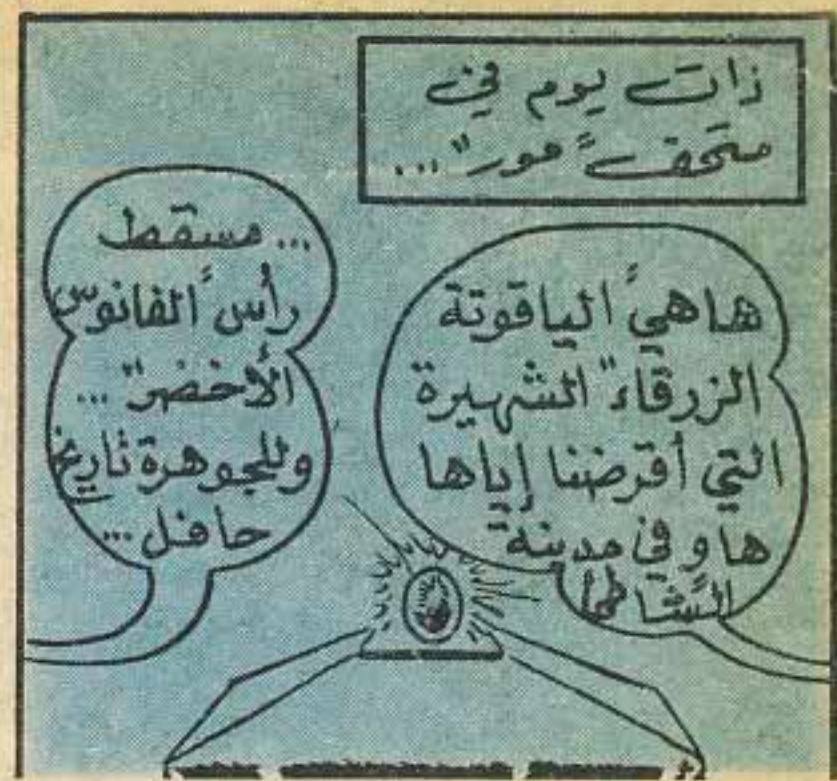 ذات يوم في
متحف "مور"...
ها هي "الياقوتة
الزرقاء" الشهيرة
التي أقرضنا إياها
هاو في مدينة
الشاطئ
... مسقط
رأس "الفانوس
الأخضر"...
وللجوهرة تاريخ
حافل...